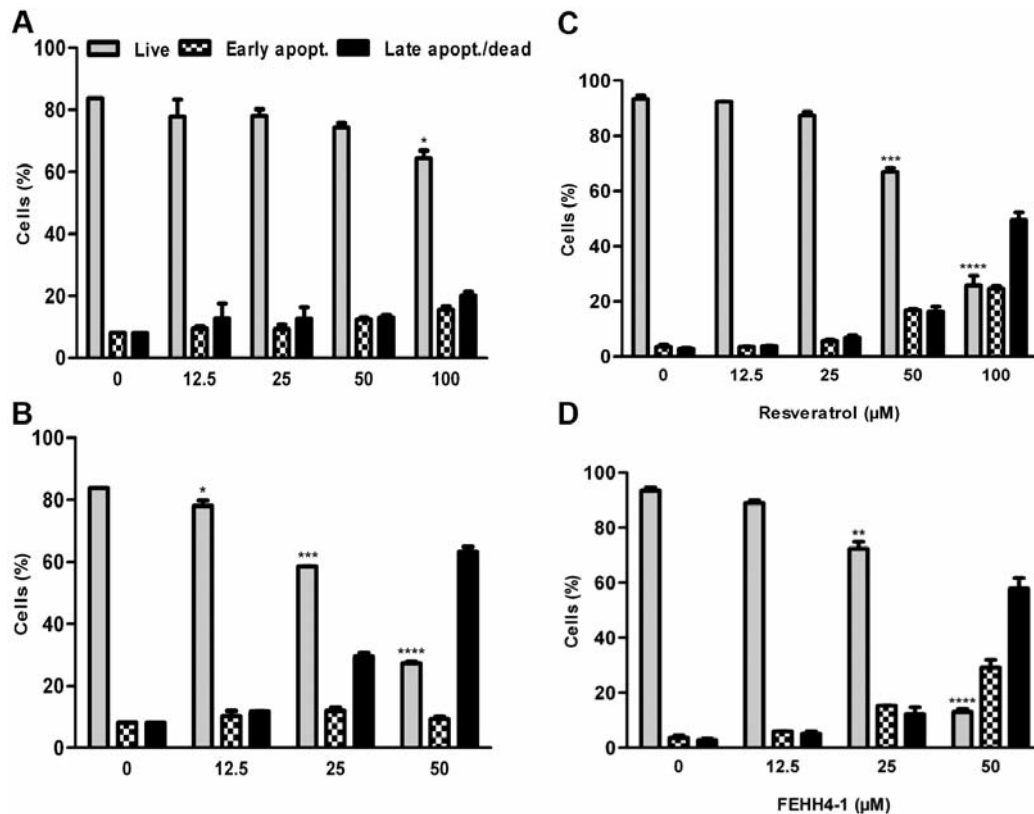 A
Live Early apopt. Late apopt./dead
100
80
60
40
20
0
Cells (%)
*
0 12.5 25 50 100
B
100
80
60
40
20
0
Cells (%)
*
***
****
0 12.5 25 50
C
100
80
60
40
20
0
Cells (%)
***
****
0 12.5 25 50 100
Resveratrol (µM)
D
100
80
60
40
20
0
Cells (%)
**
****
0 12.5 25 50
FEHH4-1 (µM)